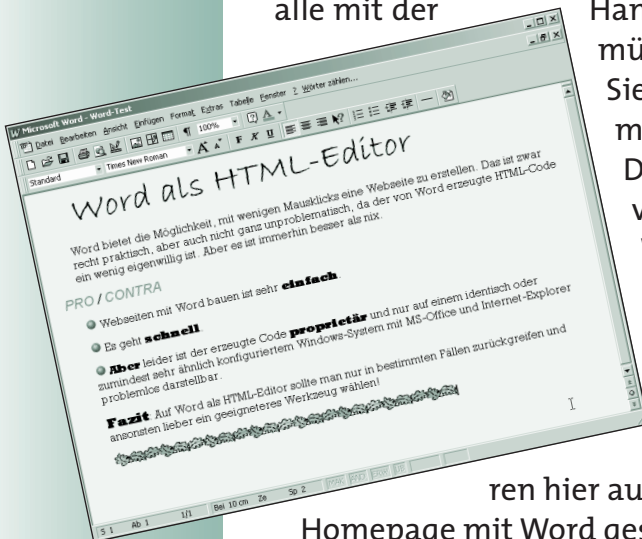 alle mit der
Han
mü
Sie
m
D
v
Microsoft Word - Word-Test
Datei Bearbeiten Ansicht Einfügen Format Extras Tabelle Fenster ? Wörter zählen...
100%
Standard Times New Roman A A F K U
Word als HTML-Editor
Word bietet die Möglichkeit, mit wenigen Mausklicks eine Webseite zu erstellen. Das ist zwar
recht praktisch, aber auch nicht ganz unproblematisch, da der von Word erzeugte HTML-Code
ein wenig eigenwillig ist. Aber es ist immerhin besser als nix.
PRO / CONTRA
Webseiten mit Word bauen ist sehr einfach.
Es geht schnell.
Aber leider ist der erzeugte Code proprietär und nur auf einem identisch oder
zumindest sehr ähnlich konfiguriertem Windows-System mit MS-Office und Internet-Explorer
problemlos darstellbar.
Fazit: Auf Word als HTML-Editor sollte man nur in bestimmten Fällen zurückgreifen und
ansonsten lieber ein geeigneteres Werkzeug wählen!
S 1 Ab 1 1/1 Bei 10 cm Ze Sp 2
ren hier au
Homepage mit Word ges